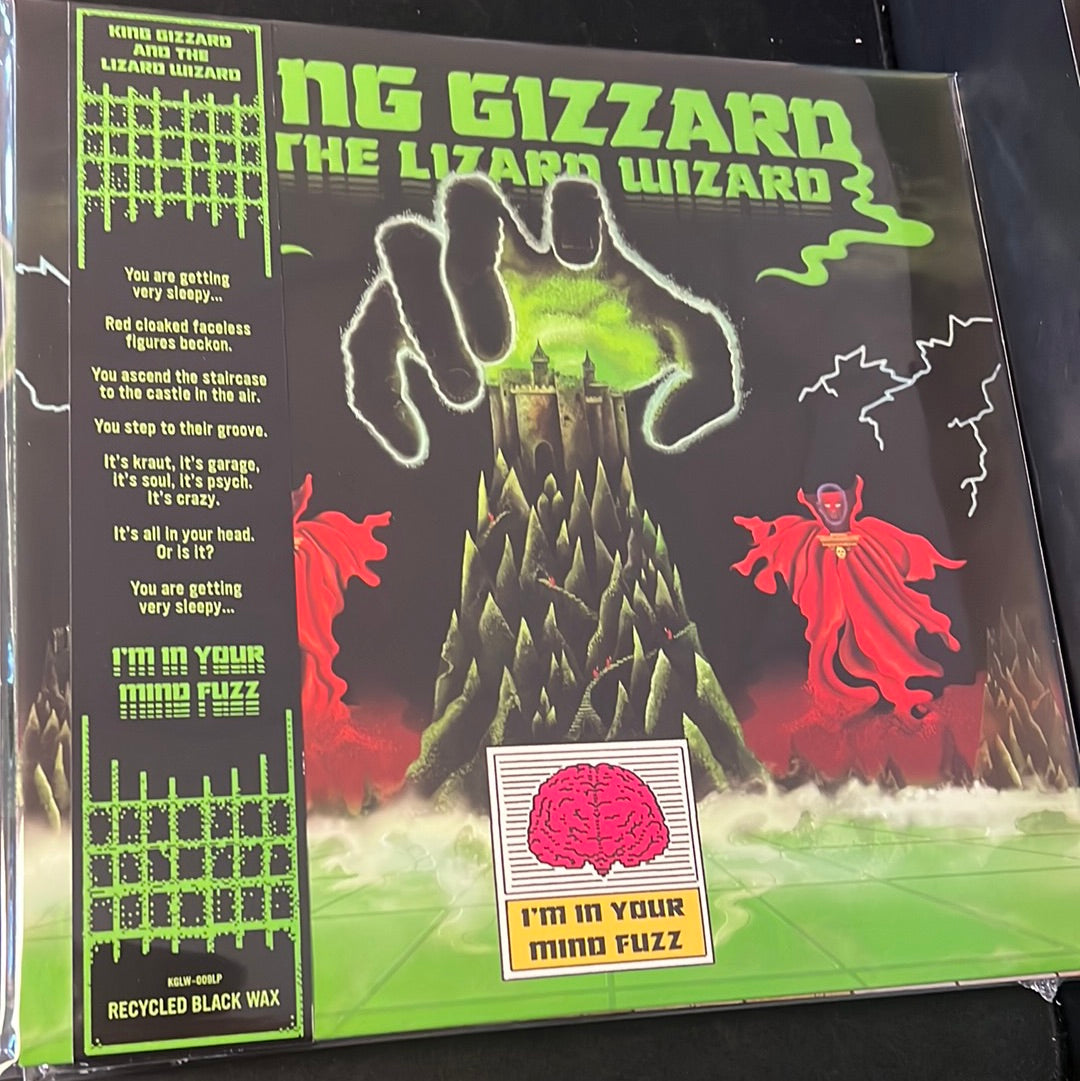 KING GIZZARD
AND THE
LIZARD WIZARD
You are getting
very sleepy...
Red cloaked faceless
figures beckon.
You ascend the staircase
to the castle in the air.
You step to their groove.
It's kraut, it's garage,
it's soul, it's psych.
It's crazy.
It's all in your head.
Or is it?
You are getting
very sleepy...
I'M IN YOUR
MIND FUZZ
KGLW-009LP
RECYCLED BLACK WAX
NG GIZZARD
THE LIZARD WIZARD
I'M IN YOUR
MIND FUZZ